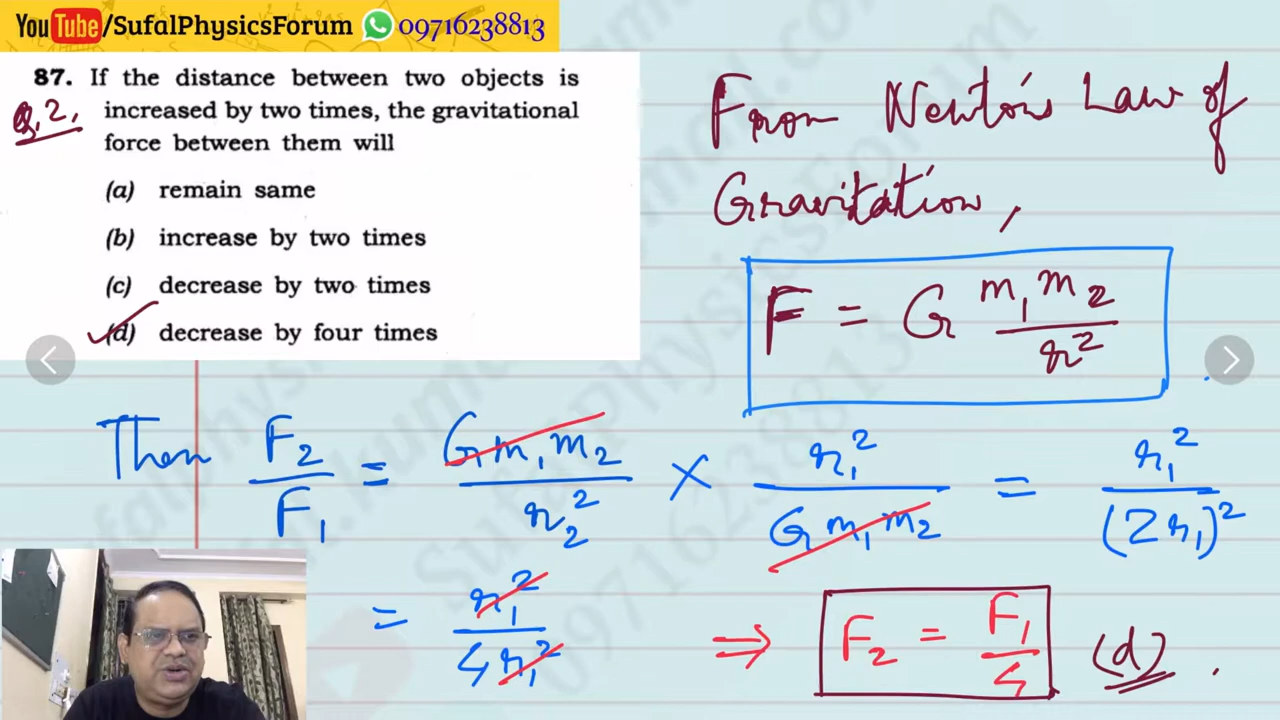 YouTube/SufalPhysicsForum 09716238813
87. If the distance between two objects is
Q.2. increased by two times, the gravitational
force between them will
(a) remain same
(b) increase by two times
(c) decrease by two times
(d) decrease by four times
From Newton's Law of
Gravitation,
F = G m₁m₂/r²
Then F₂/F₁ = Gm₁m₂/r₂² × r₁²/Gm₁m₂ = r₁²/(2r₁)²
= r₁²/4r₁² ⇒ F₂ = F₁/4 (d).